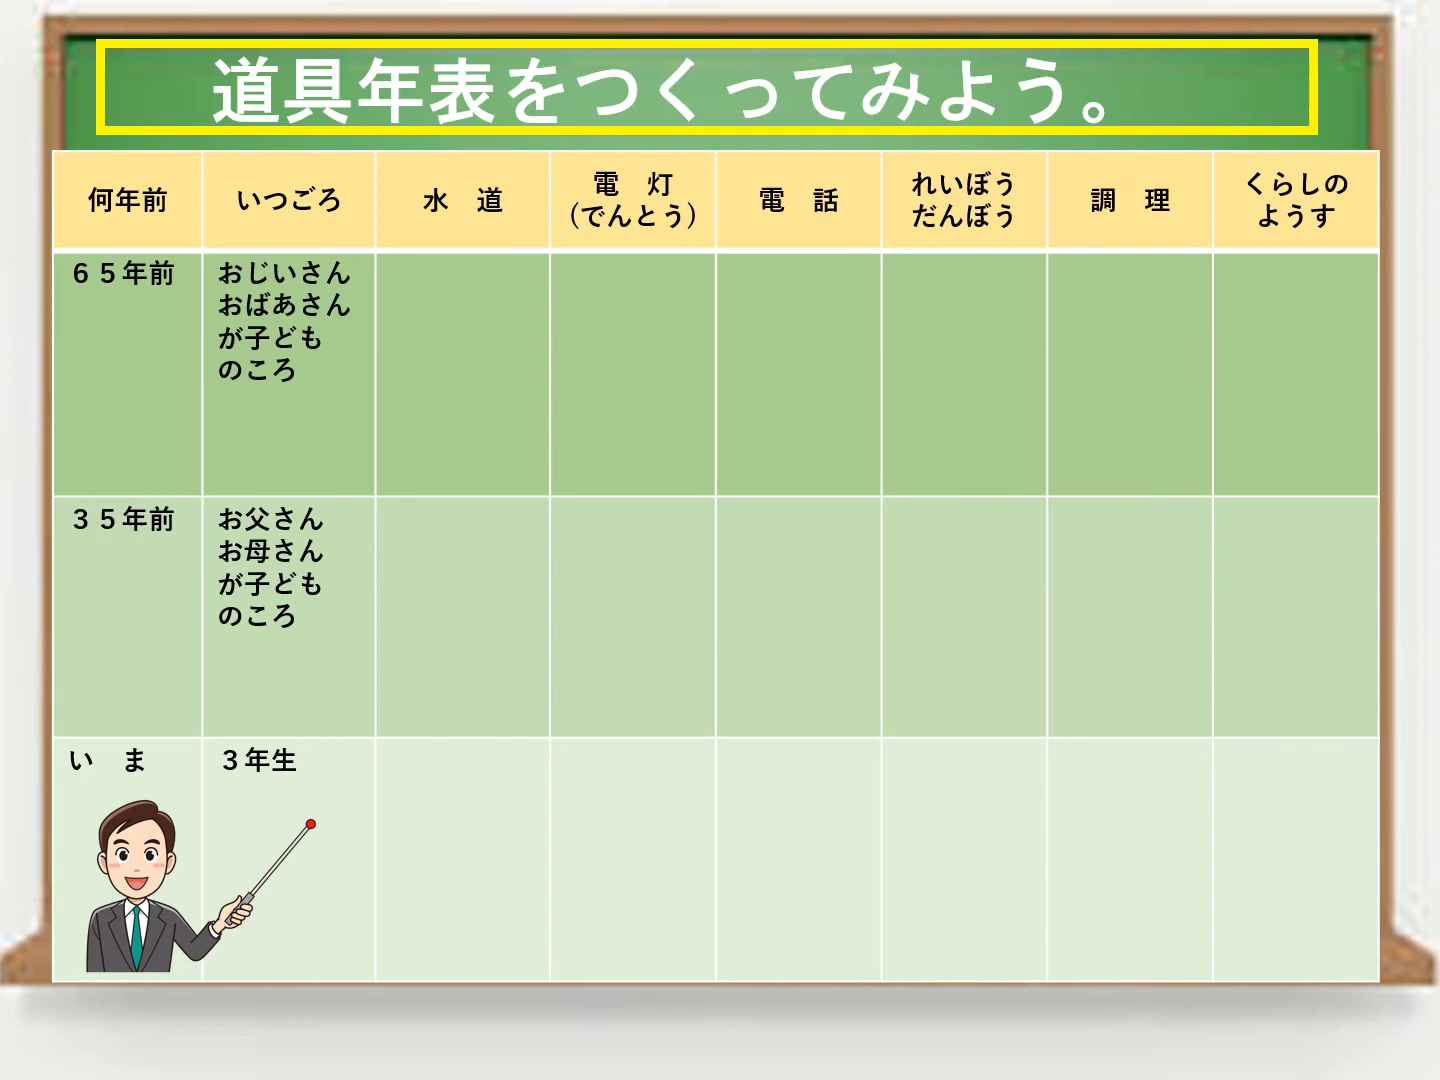 道具年表をつくってみよう。
何年前
いつごろ
水　道
電　灯
（でんとう）
電　話
れいぼう
だんぼう
調　理
くらしの
ようす
６５年前
おじいさん
おばあさん
が子ども
のころ
３５年前
お父さん
お母さん
が子ども
のころ
い　ま
３年生